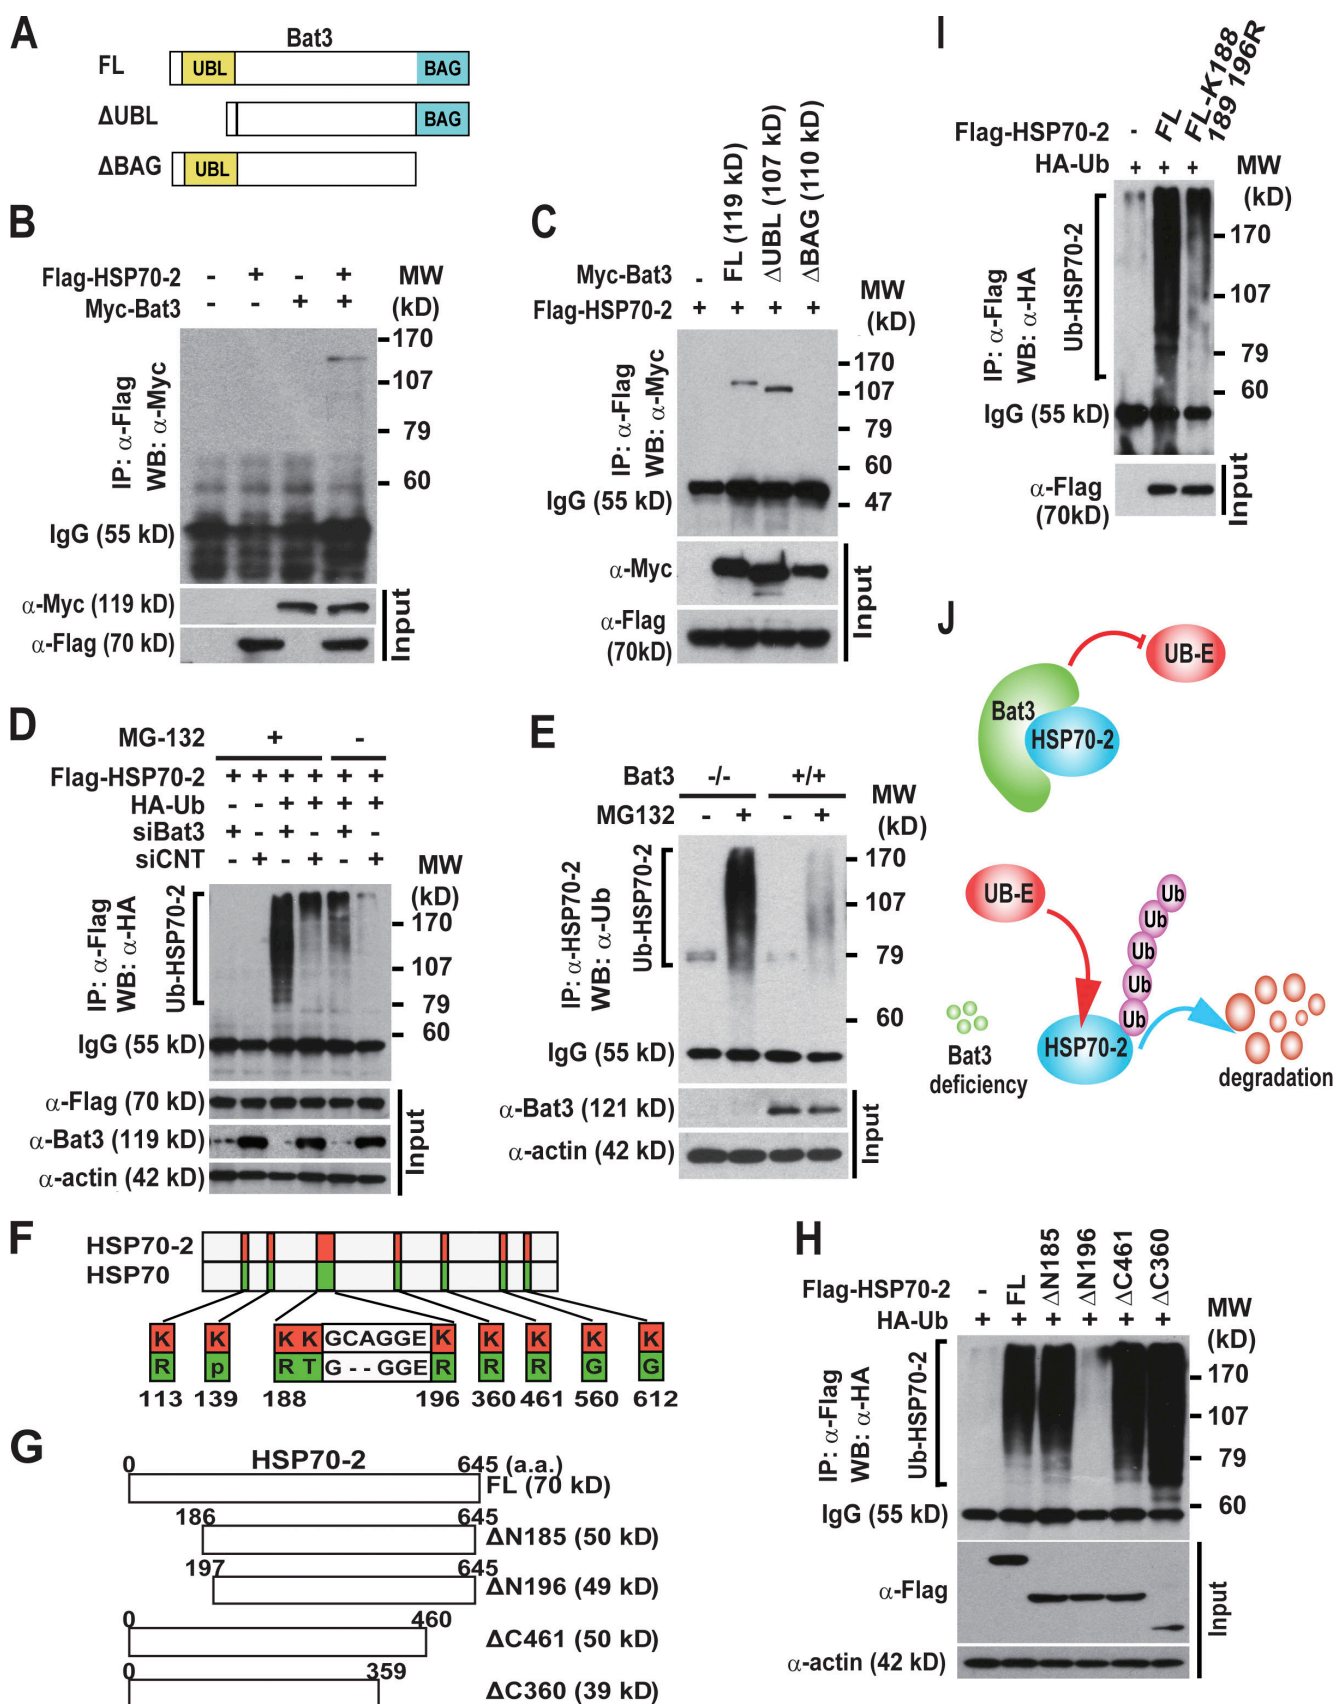 A
Bat3
FL
UBL
BAG
ΔUBL
BAG
ΔBAG
UBL
B
Flag-HSP70-2 - + - +
Myc-Bat3 - - + +
MW
(kD)
IP: α-Flag
WB: α-Myc
170
107
79
60
IgG (55 kD)
α-Myc (119 kD)
α-Flag (70 kD)
Input
C
FL (119 kD)
ΔUBL (107 kD)
ΔBAG (110 kD)
Myc-Bat3 -
Flag-HSP70-2 + + + +
MW
(kD)
IP: α-Flag
WB: α-Myc
170
107
79
60
47
IgG (55 kD)
α-Myc
α-Flag
(70kD)
Input
D
MG-132 + -
Flag-HSP70-2 + + + + + +
HA-Ub - - + + + +
siBat3 + - + - + -
siCNT - + - + - +
MW
(kD)
IP: α-Flag
WB: α-HA
Ub-HSP70-2
170
107
79
60
IgG (55 kD)
α-Flag (70 kD)
α-Bat3 (119 kD)
α-actin (42 kD)
Input
E
Bat3 -/- +/+
MG132 - + - +
MW
(kD)
IP: α-HSP70-2
WB: α-Ub
Ub-HSP70-2
170
107
79
60
IgG (55 kD)
α-Bat3 (121 kD)
α-actin (42 kD)
Input
F
HSP70-2
HSP70
K K K K GCAGGE K K K K K
R p R T G - - GGE R R R G G
113 139 188 196 360 461 560 612
G
0 HSP70-2 645 (a.a.)
FL (70 kD)
186 645
ΔN185 (50 kD)
197 645
ΔN196 (49 kD)
0 460
ΔC461 (50 kD)
0 359
ΔC360 (39 kD)
H
FL
ΔN185
ΔN196
ΔC461
ΔC360
Flag-HSP70-2 -
HA-Ub + + + + + +
MW
(kD)
IP: α-Flag
WB: α-HA
Ub-HSP70-2
170
107
79
60
IgG (55 kD)
α-Flag
α-actin (42 kD)
Input
I
FL
FL-K188
189 196R
Flag-HSP70-2 -
HA-Ub + + +
MW
(kD)
IP: α-Flag
WB: α-HA
Ub-HSP70-2
170
107
79
60
IgG (55 kD)
α-Flag
(70kD)
Input
J
UB-E
Bat3
HSP70-2
UB-E
Ub
Ub
Ub
Ub
Ub
HSP70-2
Bat3
deficiency
degradation